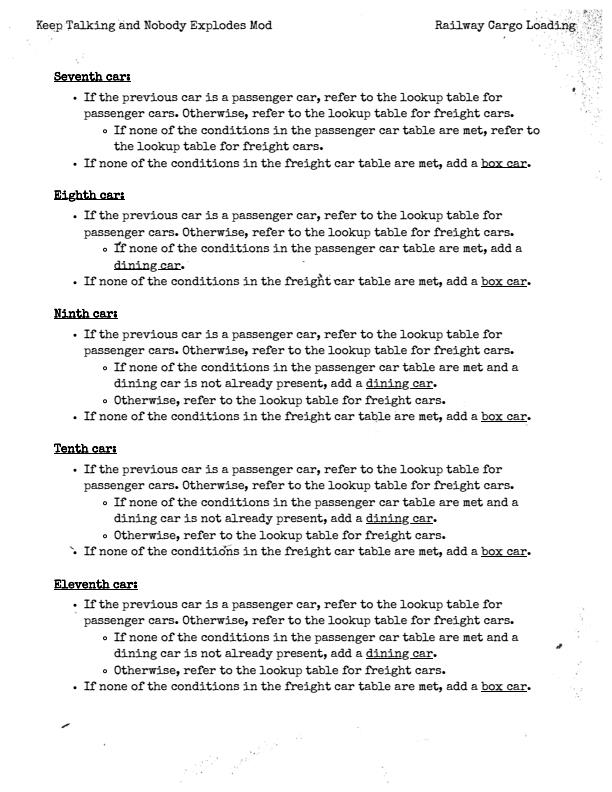 Keep Talking and Nobody Explodes Mod
Railway Cargo Loading
Seventh car:
• If the previous car is a passenger car, refer to the lookup table for
passenger cars. Otherwise, refer to the lookup table for freight cars.
◦ If none of the conditions in the passenger car table are met, refer to
the lookup table for freight cars.
• If none of the conditions in the freight car table are met, add a box car.
Eighth car:
• If the previous car is a passenger car, refer to the lookup table for
passenger cars. Otherwise, refer to the lookup table for freight cars.
◦ If none of the conditions in the passenger car table are met, add a
dining car.
• If none of the conditions in the freight car table are met, add a box car.
Ninth car:
• If the previous car is a passenger car, refer to the lookup table for
passenger cars. Otherwise, refer to the lookup table for freight cars.
◦ If none of the conditions in the passenger car table are met and a
dining car is not already present, add a dining car.
◦ Otherwise, refer to the lookup table for freight cars.
• If none of the conditions in the freight car table are met, add a box car.
Tenth car:
• If the previous car is a passenger car, refer to the lookup table for
passenger cars. Otherwise, refer to the lookup table for freight cars.
◦ If none of the conditions in the passenger car table are met and a
dining car is not already present, add a dining car.
◦ Otherwise, refer to the lookup table for freight cars.
• If none of the conditions in the freight car table are met, add a box car.
Eleventh car:
• If the previous car is a passenger car, refer to the lookup table for
passenger cars. Otherwise, refer to the lookup table for freight cars.
◦ If none of the conditions in the passenger car table are met and a
dining car is not already present, add a dining car.
◦ Otherwise, refer to the lookup table for freight cars.
• If none of the conditions in the freight car table are met, add a box car.